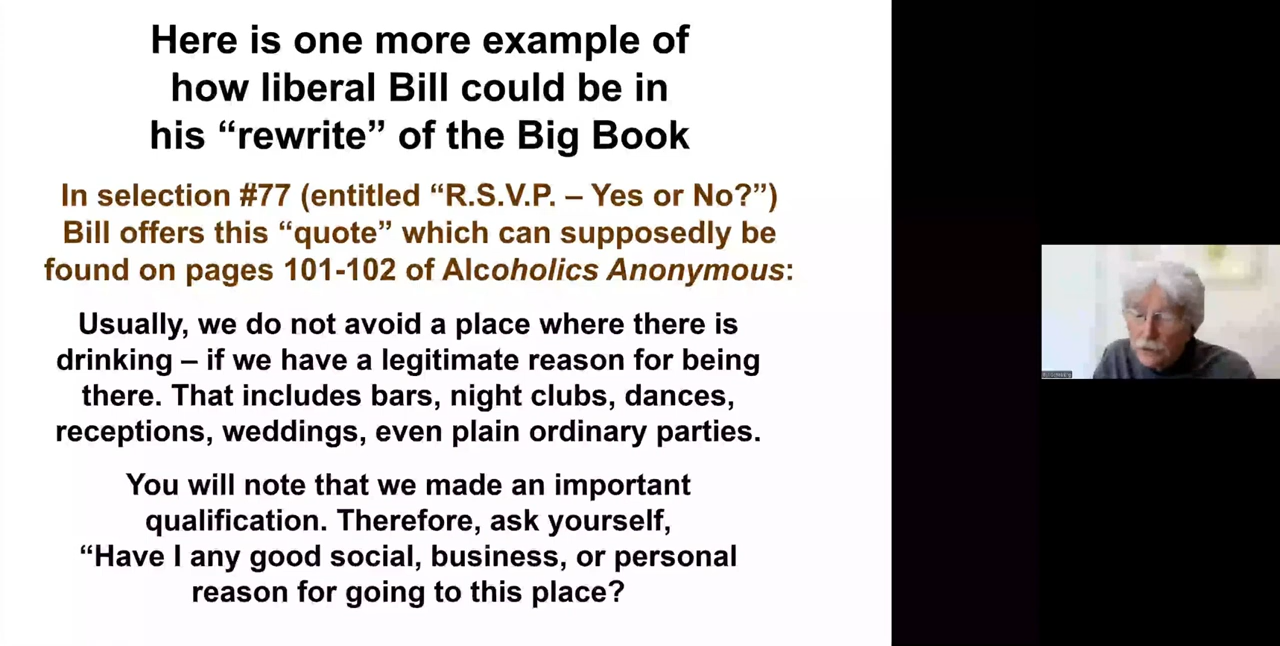 Here is one more example of
how liberal Bill could be in
his “rewrite” of the Big Book
In selection #77 (entitled “R.S.V.P. – Yes or No?”)
Bill offers this “quote” which can supposedly be
found on pages 101-102 of Alcoholics Anonymous:
Usually, we do not avoid a place where there is
drinking – if we have a legitimate reason for being
there. That includes bars, night clubs, dances,
receptions, weddings, even plain ordinary parties.
You will note that we made an important
qualification. Therefore, ask yourself,
“Have I any good social, business, or personal
reason for going to this place?